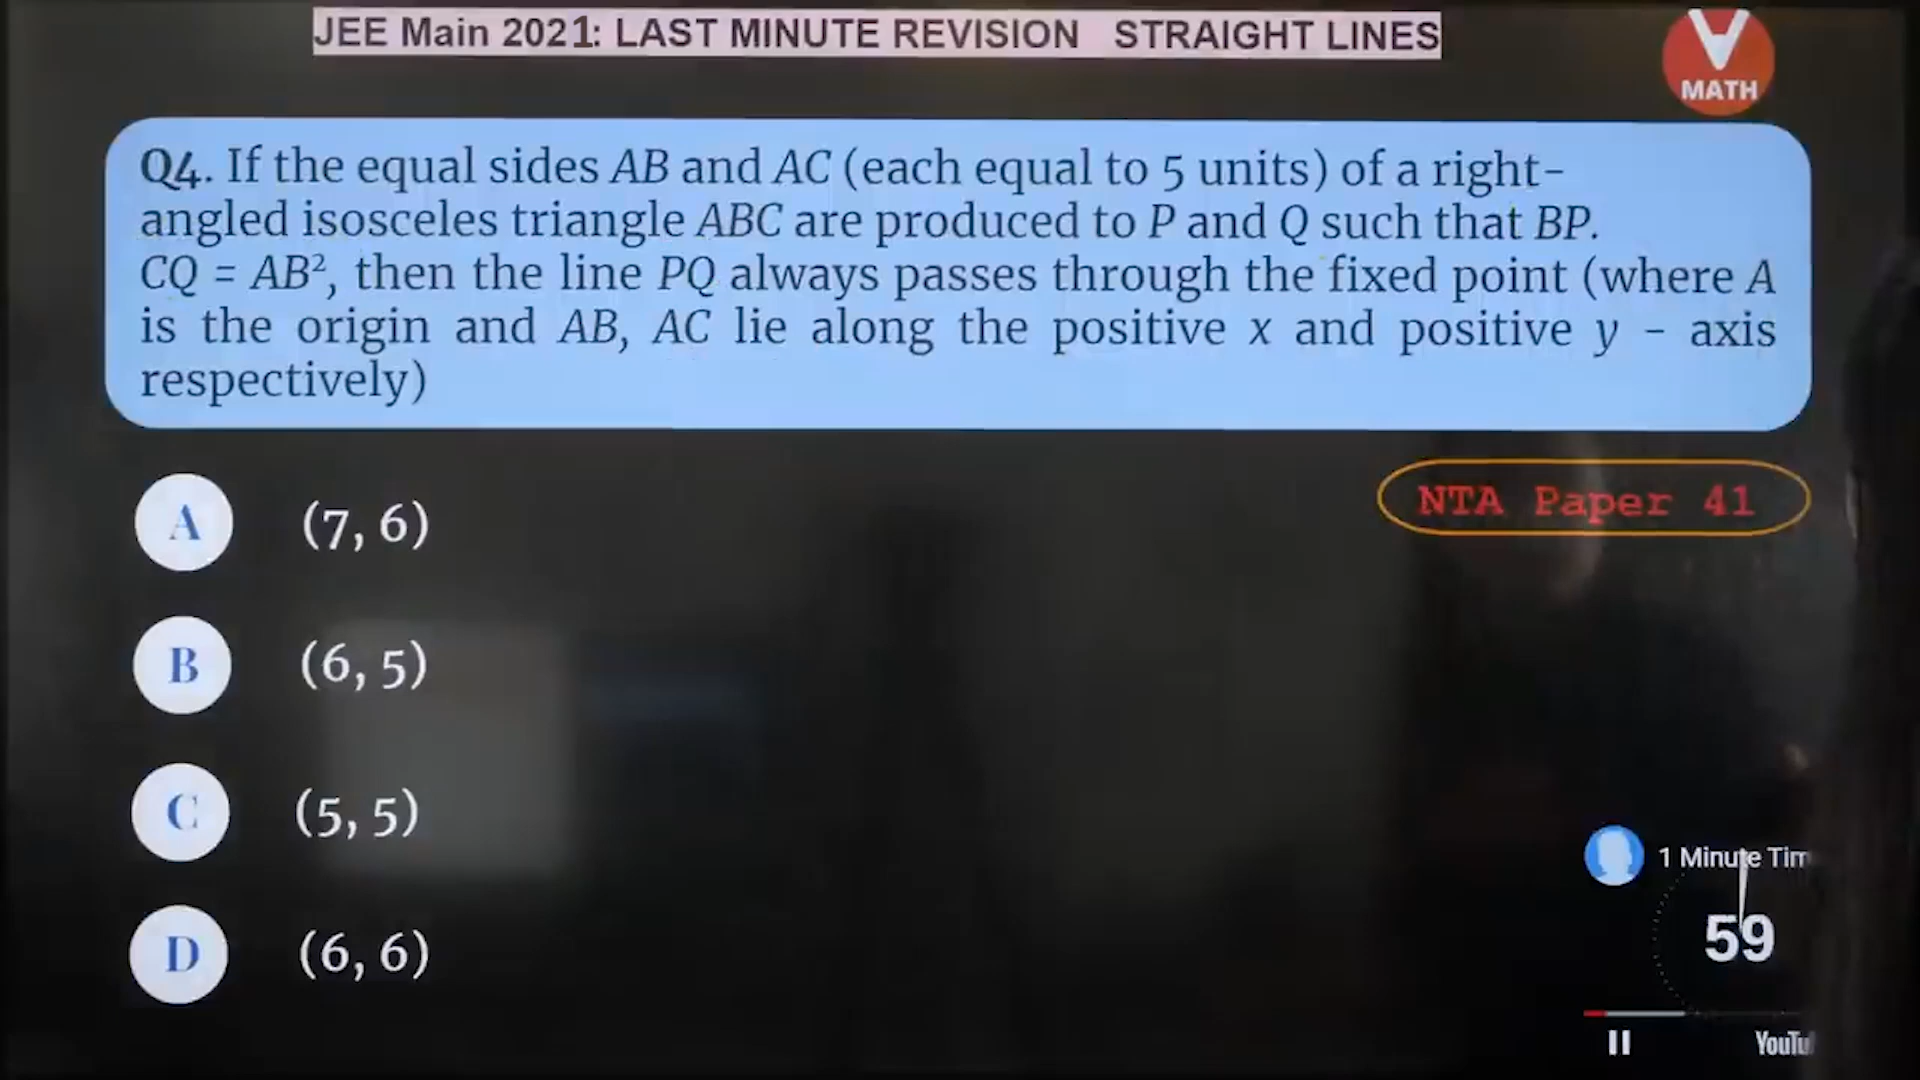 JEE Main 2021: LAST MINUTE REVISION STRAIGHT LINES
MATH
Q4. If the equal sides AB and AC (each equal to 5 units) of a right-
angled isosceles triangle ABC are produced to P and Q such that BP.
CQ = AB², then the line PQ always passes through the fixed point (where A
is the origin and AB, AC lie along the positive x and positive y - axis
respectively)
NTA Paper 41
A (7, 6)
B (6, 5)
C (5, 5)
D (6, 6)
1 Minute Tim
59
YouTu